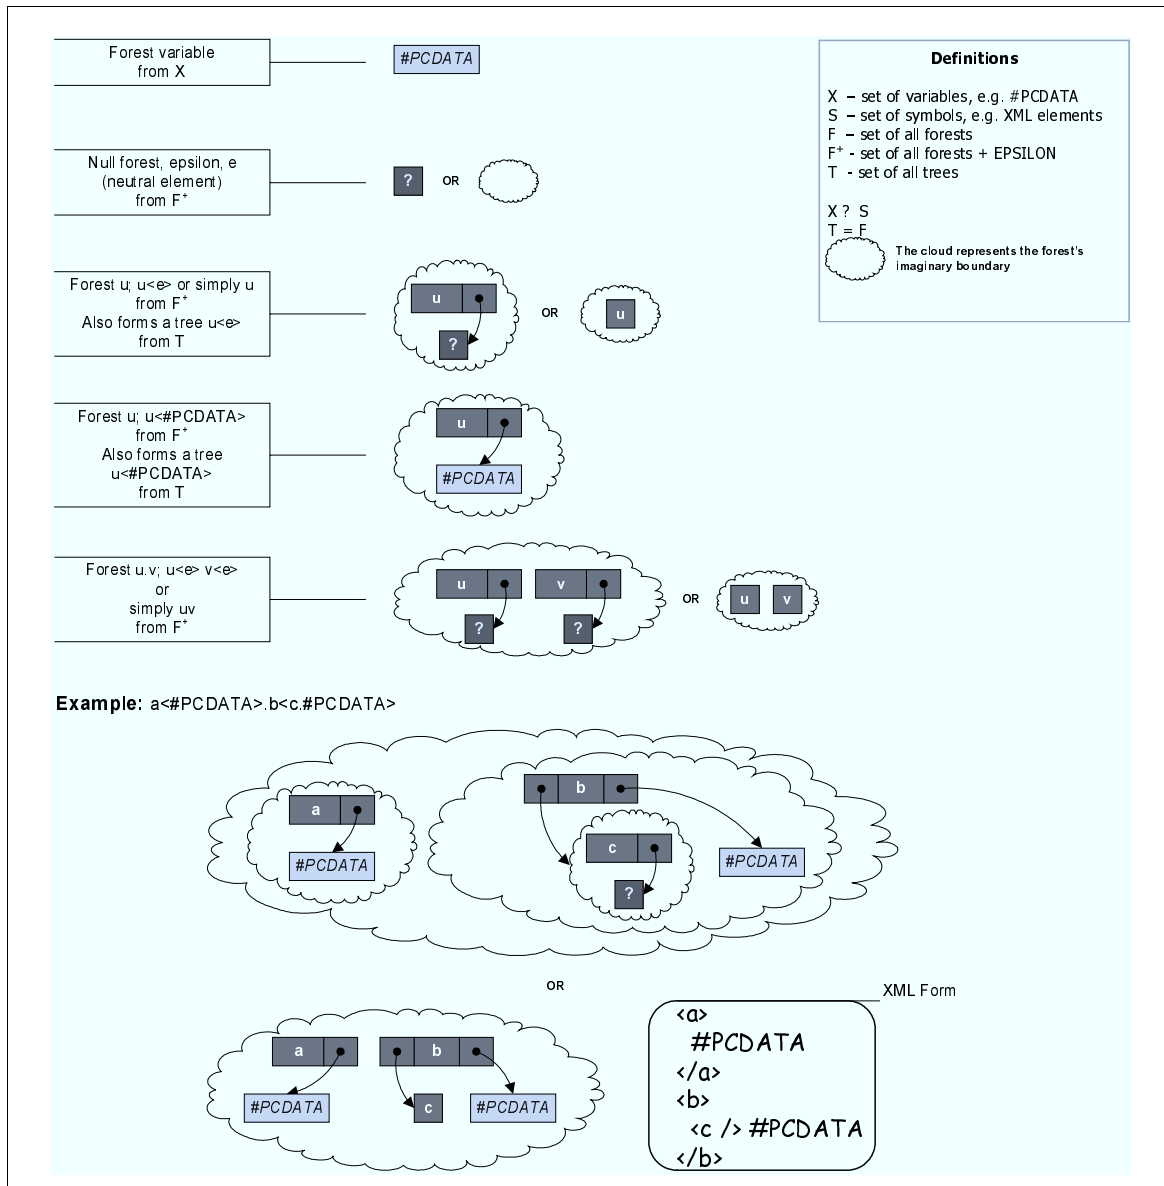 Forest variable
from X
#PCDATA
Null forest, epsilon, e
(neutral element)
from F⁺
?
OR
Forest u; u<e> or simply u
from F⁺
Also forms a tree u<e>
from T
u
?
OR
u
Forest u; u<#PCDATA>
from F⁺
Also forms a tree
u<#PCDATA>
from T
u
#PCDATA
Forest u.v; u<e> v<e>
or
simply uv
from F⁺
u
v
?
?
OR
u
v
Definitions
X – set of variables, e.g. #PCDATA
S – set of symbols, e.g. XML elements
F – set of all forests
F⁺ - set of all forests + EPSILON
T - set of all trees
X ? S
T = F
The cloud represents the forest's
imaginary boundary
Example: a<#PCDATA>.b<c.#PCDATA>
a
#PCDATA
b
c
?
#PCDATA
OR
a
b
#PCDATA
c
#PCDATA
XML Form
<a>
#PCDATA
</a>
<b>
<c /> #PCDATA
</b>